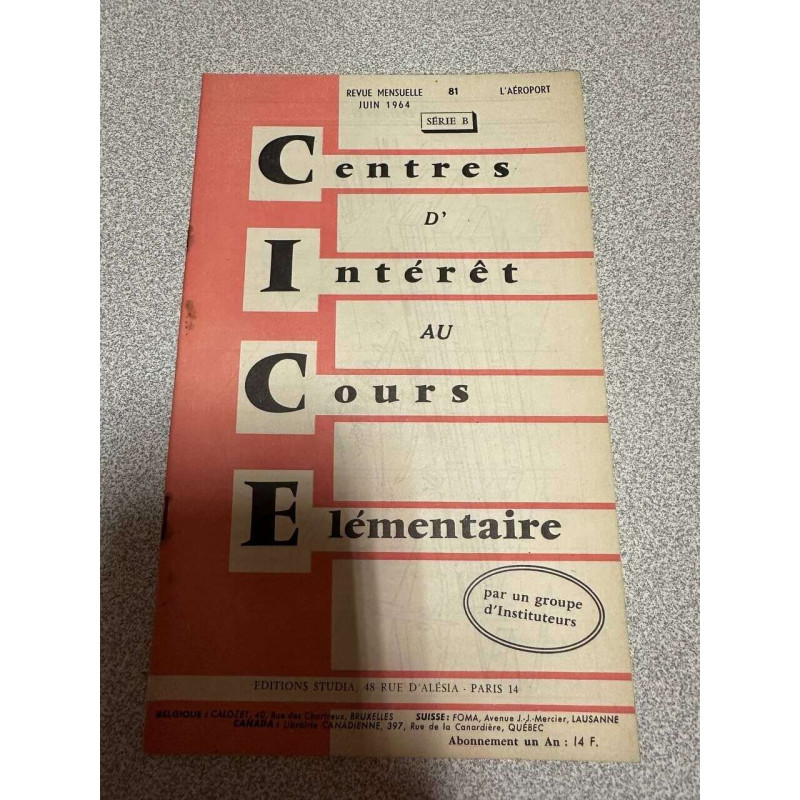 REVUE MENSUELLE 81 L'AÉROPORT
JUIN 1964
SÉRIE B
Centres
D'
Intérêt
AU
Cours
Elémentaire
par un groupe
d'Instituteurs
EDITIONS STUDIA, 48 RUE D'ALÉSIA - PARIS 14
BELGIQUE : CALOZET, 40, Rue des Chartreux, BRUXELLES SUISSE : FOMA, Avenue J.-J.-Mercier, LAUSANNE
CANADA : Librairie CANADIENNE, 397, Rue de la Canardière, QUÉBEC
Abonnement un An : 14 F.